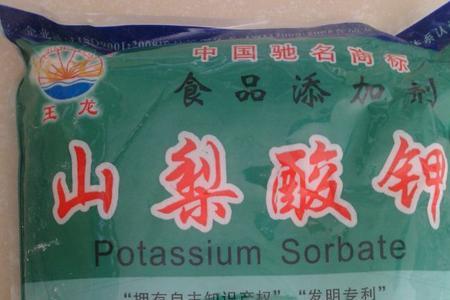 中国驰名商标
王龙
食品添加剂
山梨酸钾
Potassium Sorbate
"拥有自主知识产权"、"发明专利"